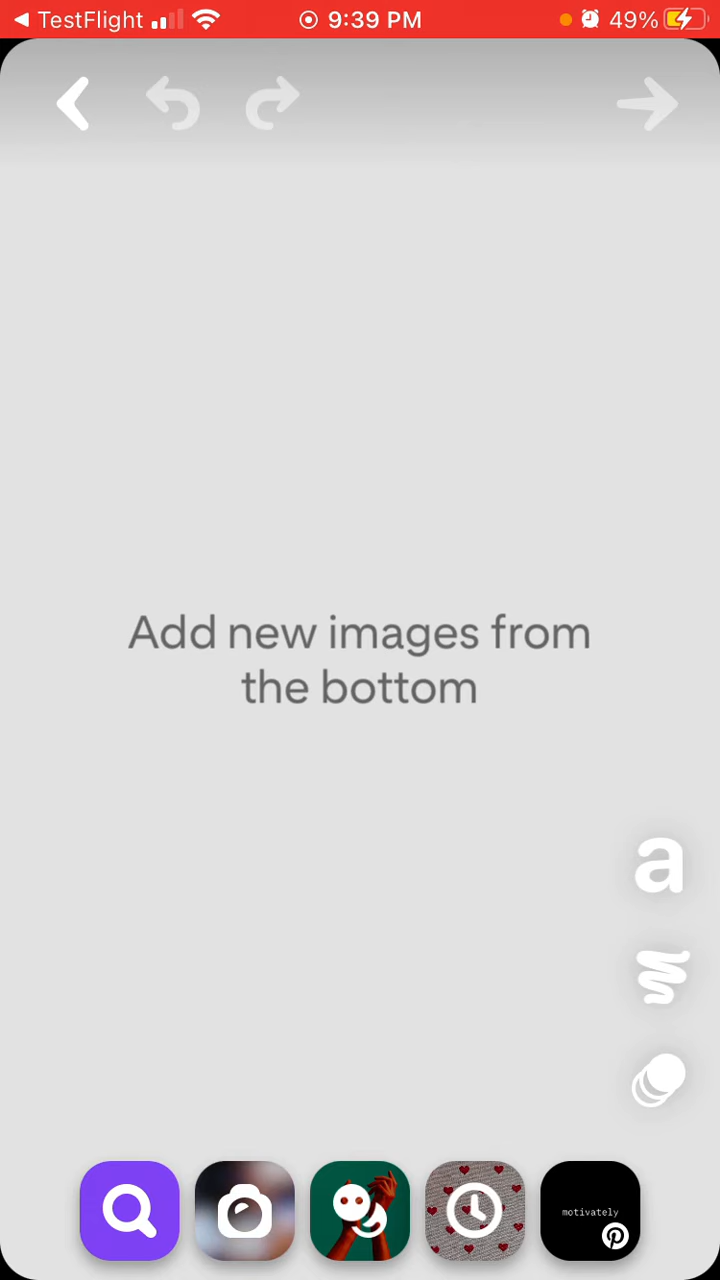 TestFlight 9:39 PM 49%
Add new images from
the bottom
a
motivately